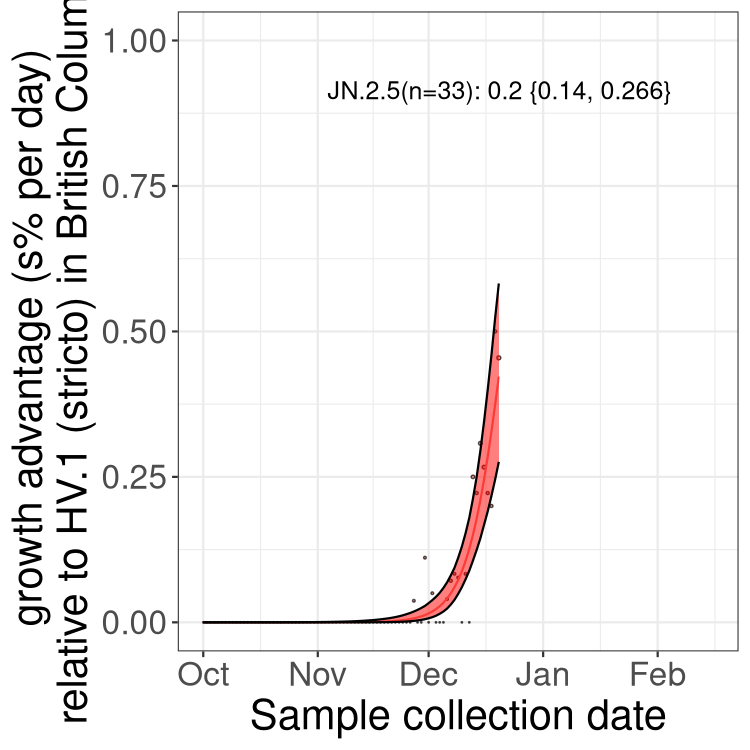 growth advantage (s% per day)
relative to HV.1 (stricto) in British Colum
1.00
0.75
0.50
0.25
0.00
JN.2.5(n=33): 0.2 {0.14, 0.266}
Oct Nov Dec Jan Feb
Sample collection date